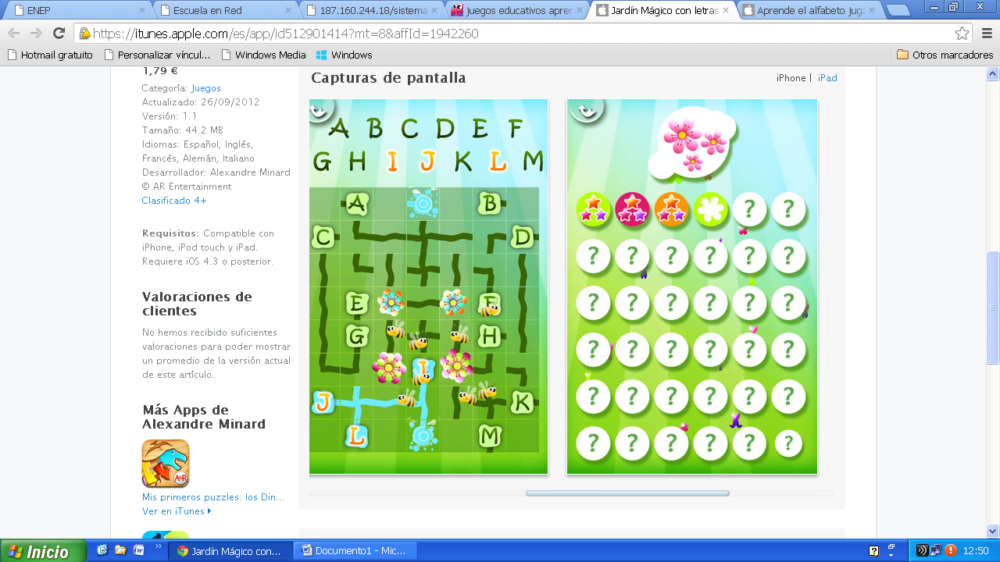 ENEP
Escuela en Red
187.160.244.18/sistema
juegos educativos apren
Jardín Mágico con letras
Aprende el alfabeto juga
https://itunes.apple.com/es/app/id512901414?mt=8&affId=1842260
Hotmail gratuito
Personalizar víncul...
Windows Media
Windows
Otros marcadores
1,79 €
Categoría: Juegos
Actualizado: 26/09/2012
Versión: 1.1
Tamaño: 44.2 MB
Idiomas: Español, Inglés,
Francés, Alemán, Italiano
Desarrollador: Alexandre Minard
© AR Entertainment
Clasificado 4+
Requisitos: Compatible con
iPhone, iPod touch y iPad.
Requiere iOS 4.3 o posterior.
Valoraciones de
clientes
No hemos recibido suficientes
valoraciones para poder mostrar
un promedio de la versión actual
de este artículo.
Más Apps de
Alexandre Minard
A&R
Mis primeros puzzles: los Din...
Ver en iTunes
Capturas de pantalla
iPhone | iPad
A B C D E F
G H I J K L M
A B
C D
E F
G H
I
J K
L M
? ?
? ? ? ? ? ?
? ? ? ? ? ?
? ? ? ? ? ?
? ? ? ? ? ?
? ? ? ? ? ?
Inicio
Jardín Mágico con...
Documento1 - Mic...
12:50